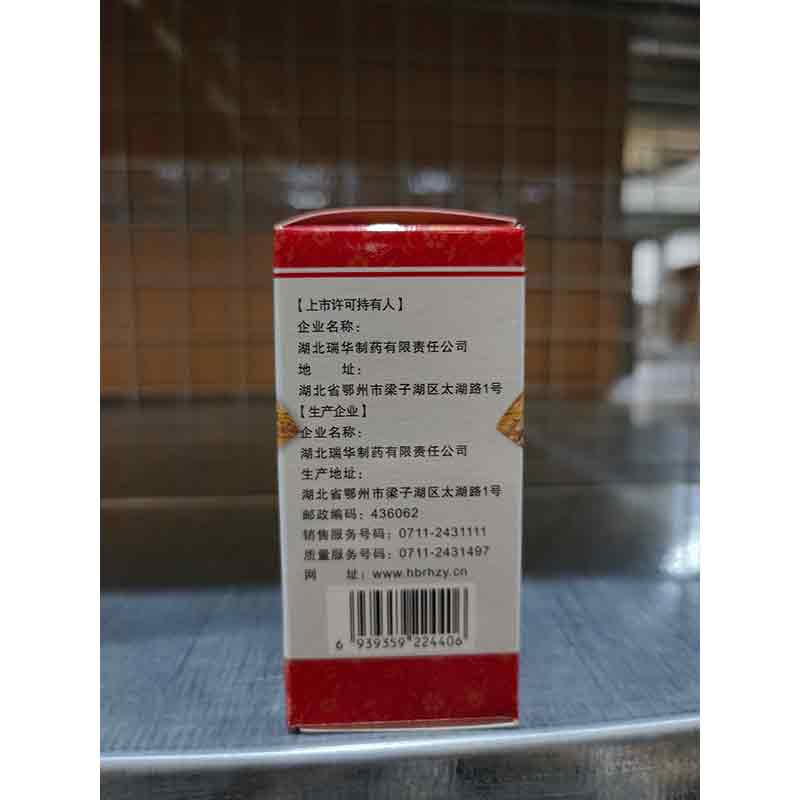 【上市许可持有人】
企业名称：
湖北瑞华制药有限责任公司
地　　址：
湖北省鄂州市梁子湖区太湖路1号
【生产企业】
企业名称：
湖北瑞华制药有限责任公司
生产地址：
湖北省鄂州市梁子湖区太湖路1号
邮政编码：436062
销售服务号码：0711-2431111
质量服务号码：0711-2431497
网　　址：www.hbrhzy.cn
6 939359 224406